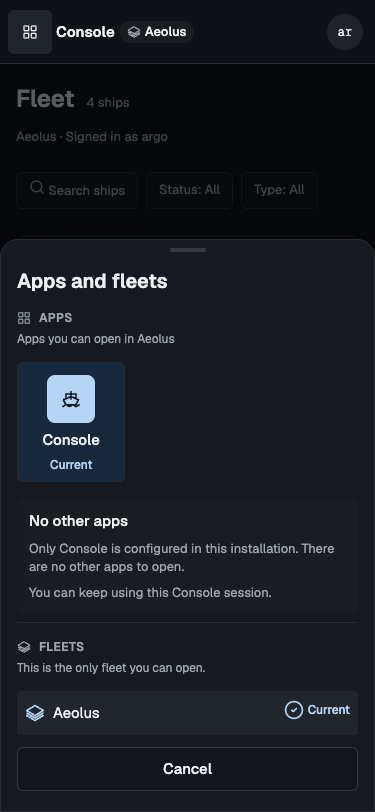 Console Aeolus ar
Fleet 4 ships
Aeolus · Signed in as argo
Search ships Status: All Type: All
Apps and fleets
APPS
Apps you can open in Aeolus
Console
Current
No other apps
Only Console is configured in this installation. There
are no other apps to open.
You can keep using this Console session.
FLEETS
This is the only fleet you can open.
Aeolus Current
Cancel